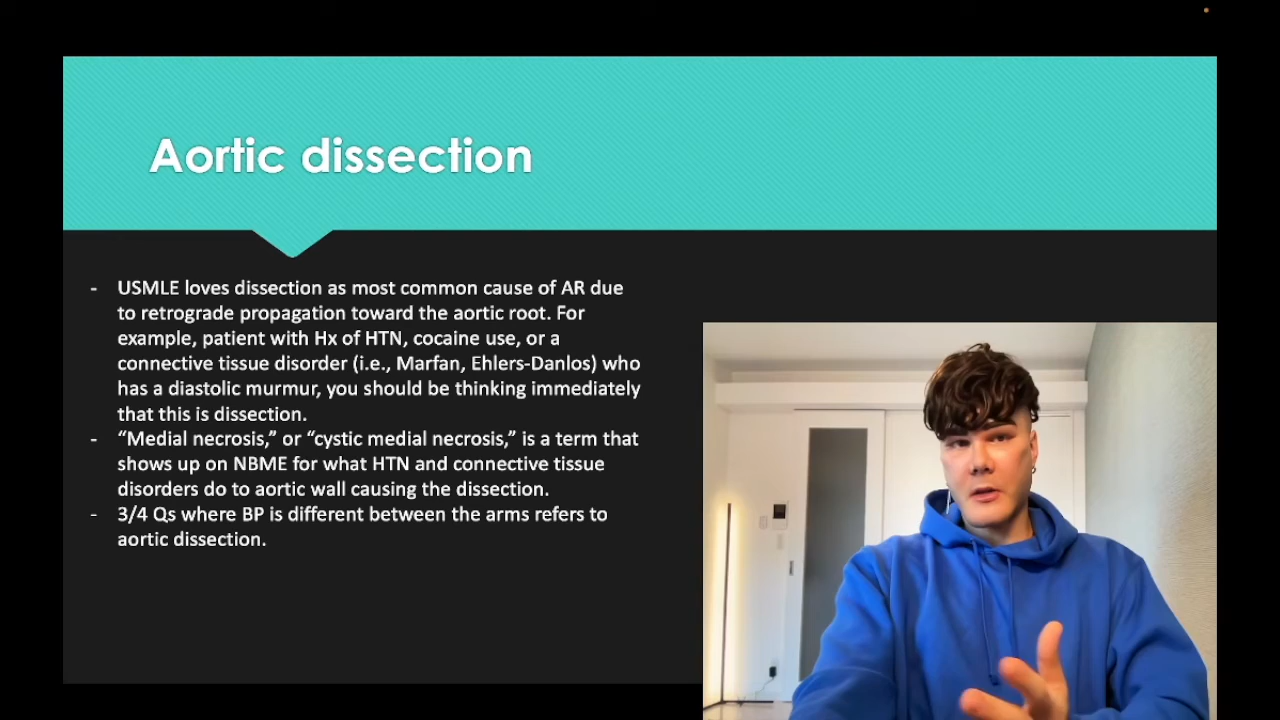 Aortic dissection
- USMLE loves dissection as most common cause of AR due
to retrograde propagation toward the aortic root. For
example, patient with Hx of HTN, cocaine use, or a
connective tissue disorder (i.e., Marfan, Ehlers-Danlos) who
has a diastolic murmur, you should be thinking immediately
that this is dissection.
- “Medial necrosis,” or “cystic medial necrosis,” is a term that
shows up on NBME for what HTN and connective tissue
disorders do to aortic wall causing the dissection.
- 3/4 Qs where BP is different between the arms refers to
aortic dissection.